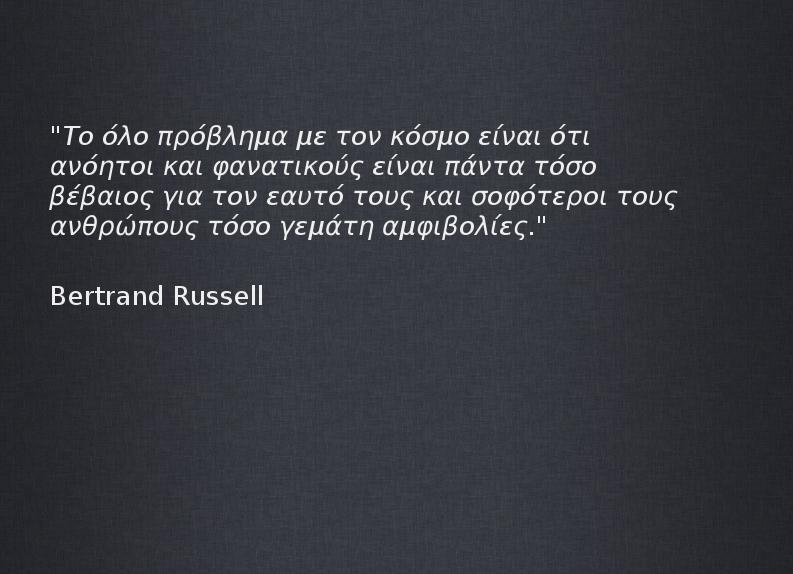 "Το όλο πρόβλημα με τον κόσμο είναι ότι
ανόητοι και φανατικούς είναι πάντα τόσο
βέβαιος για τον εαυτό τους και σοφότεροι τους
ανθρώπους τόσο γεμάτη αμφιβολίες."
Bertrand Russell